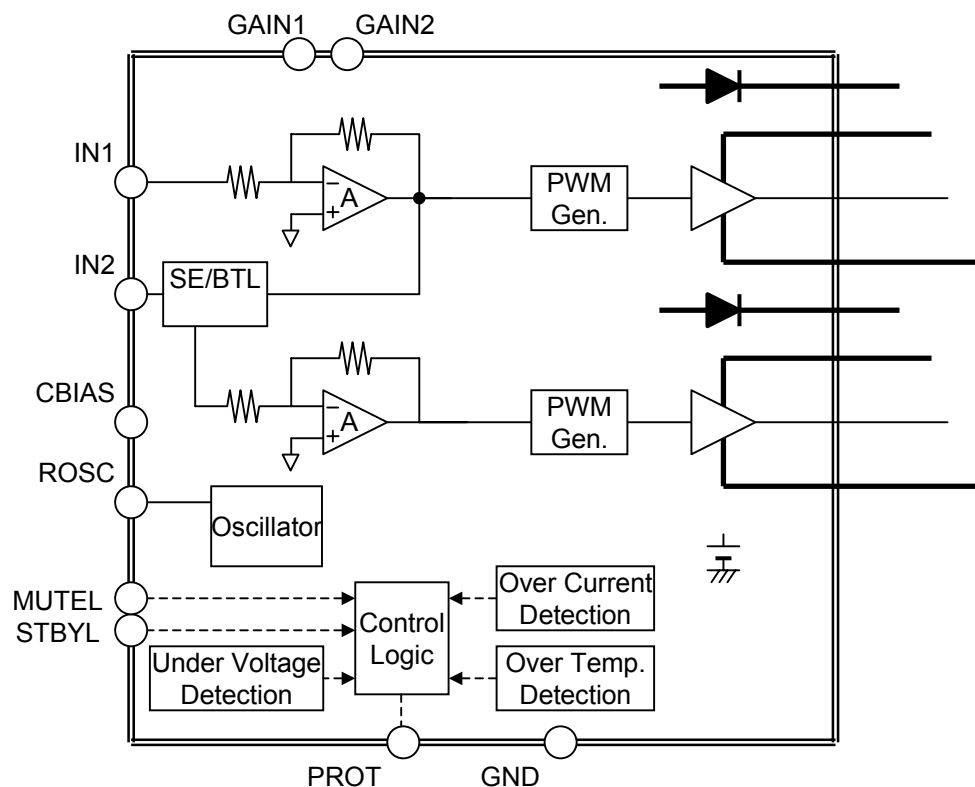 GAIN1
GAIN2
IN1
−
A
+
PWM
Gen.
IN2
SE/BTL
CBIAS
−
A
+
PWM
Gen.
ROSC
Oscillator
MUTEL
STBYL
Control
Logic
Over Current
Detection
Under Voltage
Detection
Over Temp.
Detection
PROT
GND